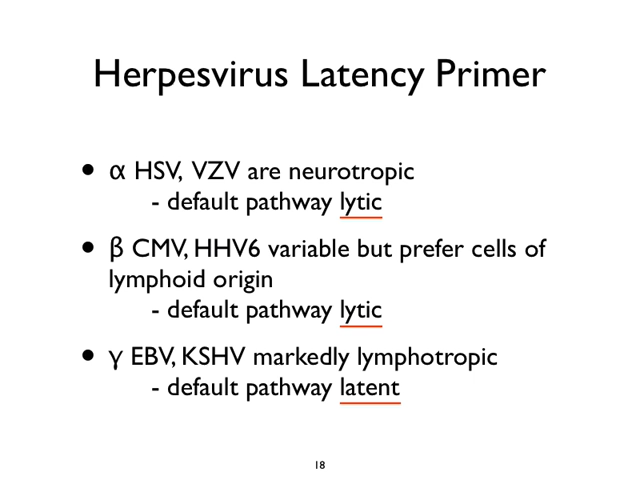 Herpesvirus Latency Primer
• α HSV, VZV are neurotropic
- default pathway lytic
• β CMV, HHV6 variable but prefer cells of
lymphoid origin
- default pathway lytic
• γ EBV, KSHV markedly lymphotropic
- default pathway latent
18